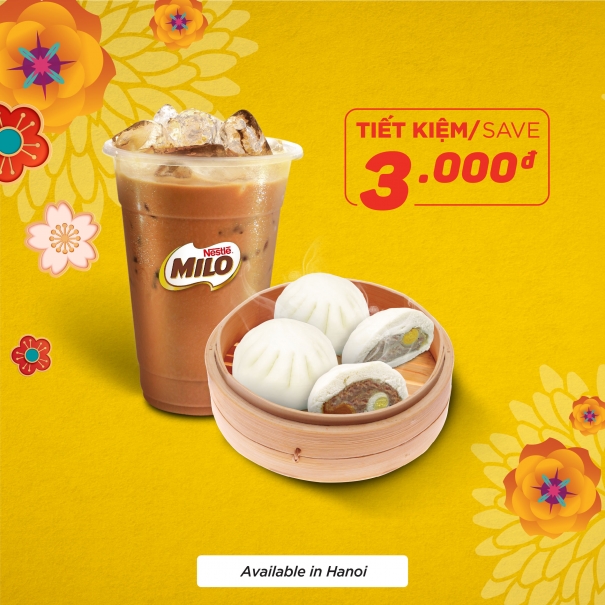 TIẾT KIỆM/SAVE
3.000đ
Nestlé
MILO
Available in Hanoi